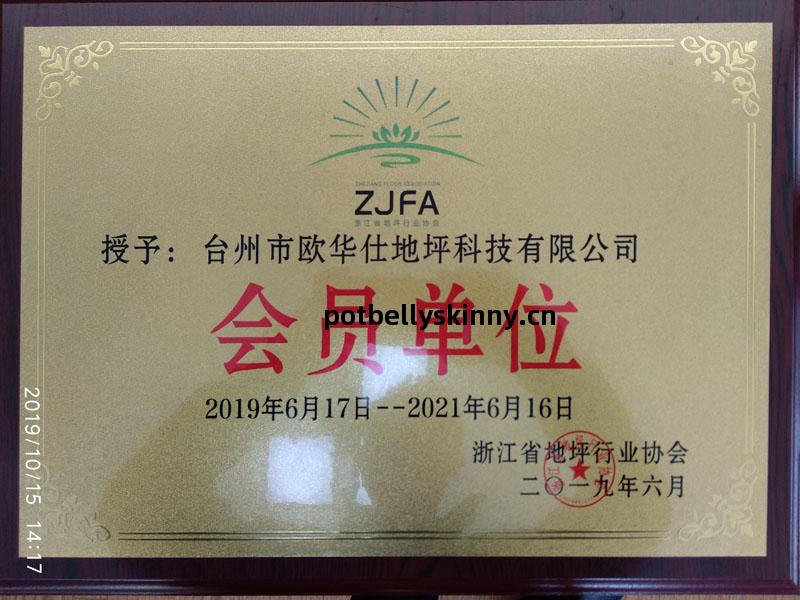 ZHEJIANG FLOOR ASSOCIATION
ZJFA
浙江省地坪行业协会
授予：台州市欧华仕地坪科技有限公司
会员单位
potbellyskinny.cn
2019年6月17日--2021年6月16日
浙江省地坪行业协会
二〇一九年六月
2019/10/15 14:17